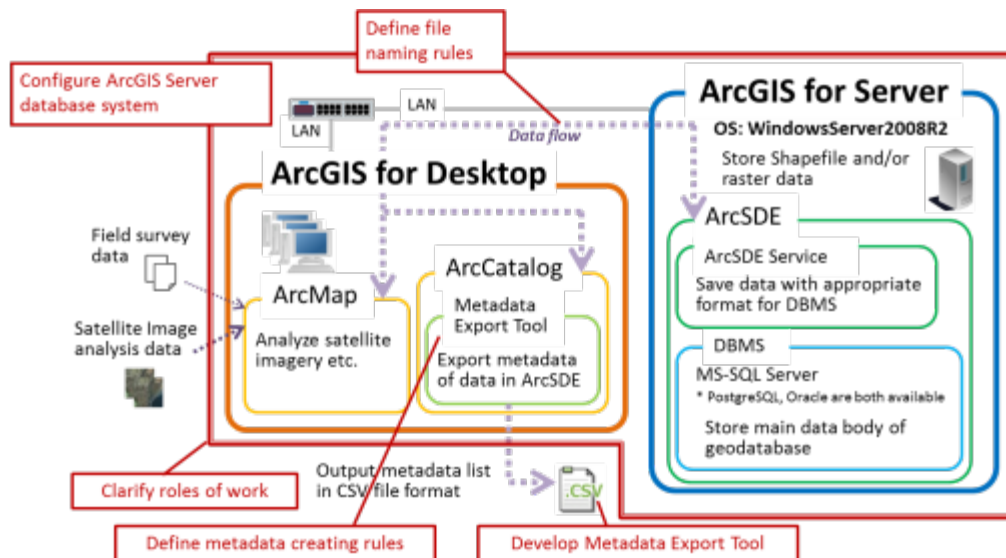 Define file
naming rules
Configure ArcGIS Server
database system
LAN
LAN
Data flow
ArcGIS for Server
OS: WindowsServer2008R2
Store Shapefile and/or
raster data
ArcGIS for Desktop
ArcSDE
ArcSDE Service
Save data with appropriate
format for DBMS
Field survey
data
ArcMap
Analyze satellite
imagery etc.
ArcCatalog
Metadata
Export Tool
Export metadata
of data in ArcSDE
Satellite Image
analysis data
DBMS
MS-SQL Server
* PostgreSQL, Oracle are both available
Store main data body of
geodatabase
Clarify roles of work
Output metadata list
in CSV file format
.CSV
Define metadata creating rules
Develop Metadata Export Tool